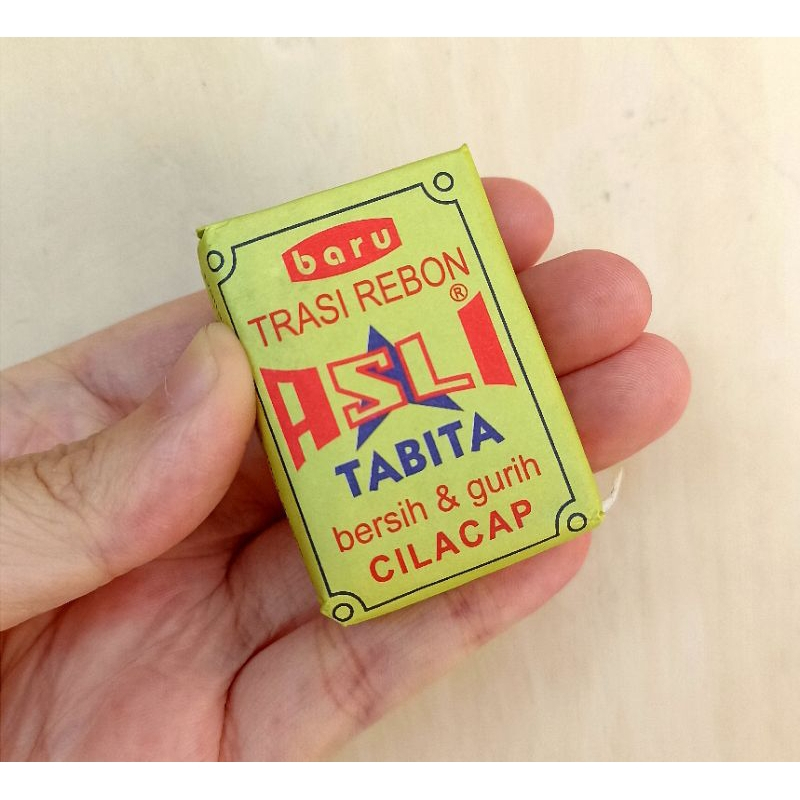 baru
TRASI REBON
®
ASLI
TABITA
bersih & gurih
CILACAP